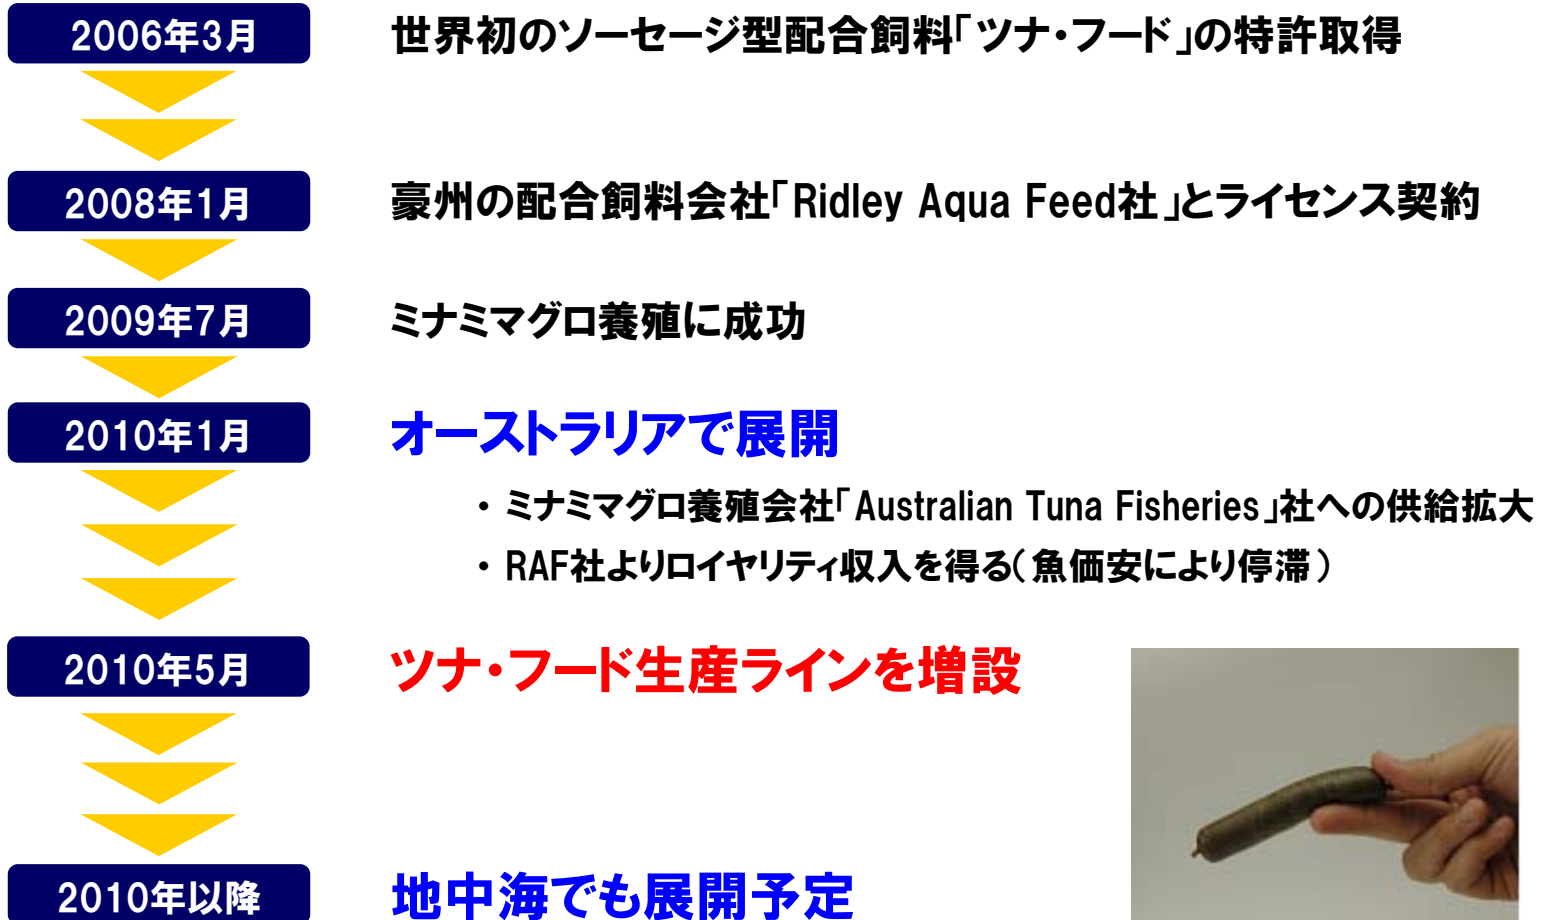 2006年3月 世界初のソーセージ型配合飼料「ツナ・フード」の特許取得
2008年1月 豪州の配合飼料会社「Ridley Aqua Feed社」とライセンス契約
2009年7月 ミナミマグロ養殖に成功
2010年1月 オーストラリアで展開
・ミナミマグロ養殖会社「Australian Tuna Fisheries」社への供給拡大
・RAF社よりロイヤリティ収入を得る(魚価安により停滞)
2010年5月 ツナ・フード生産ラインを増設
2010年以降 地中海でも展開予定